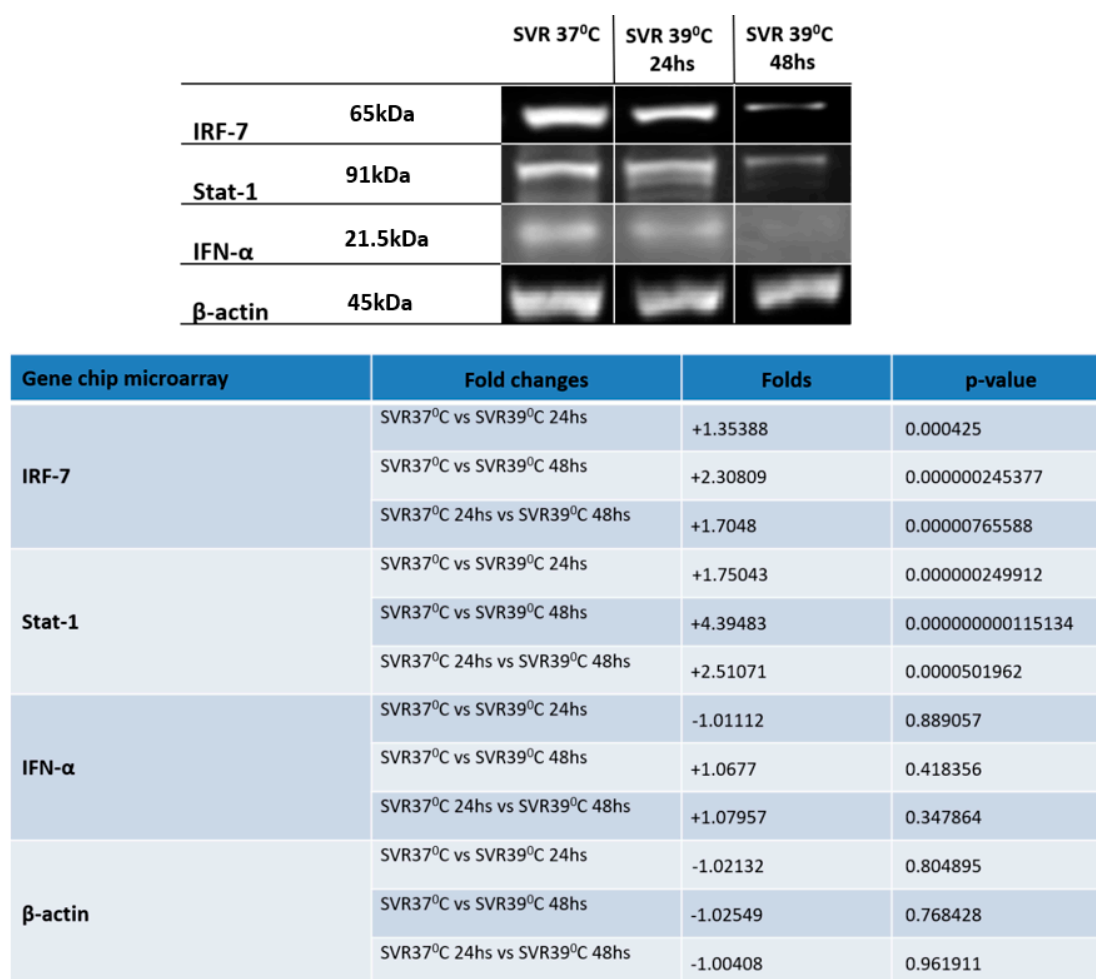 SVR 37⁰C SVR 39⁰C 24hs SVR 39⁰C 48hs
IRF-7 65kDa
Stat-1 91kDa
IFN-α 21.5kDa
β-actin 45kDa
Gene chip microarray Fold changes Folds p-value
IRF-7
SVR37⁰C vs SVR39⁰C 24hs +1.35388 0.000425
SVR37⁰C vs SVR39⁰C 48hs +2.30809 0.000000245377
SVR37⁰C 24hs vs SVR39⁰C 48hs +1.7048 0.00000765588
Stat-1
SVR37⁰C vs SVR39⁰C 24hs +1.75043 0.000000249912
SVR37⁰C vs SVR39⁰C 48hs +4.39483 0.000000000115134
SVR37⁰C 24hs vs SVR39⁰C 48hs +2.51071 0.0000501962
IFN-α
SVR37⁰C vs SVR39⁰C 24hs -1.01112 0.889057
SVR37⁰C vs SVR39⁰C 48hs +1.0677 0.418356
SVR37⁰C 24hs vs SVR39⁰C 48hs +1.07957 0.347864
β-actin
SVR37⁰C vs SVR39⁰C 24hs -1.02132 0.804895
SVR37⁰C vs SVR39⁰C 48hs -1.02549 0.768428
SVR37⁰C 24hs vs SVR39⁰C 48hs -1.00408 0.961911